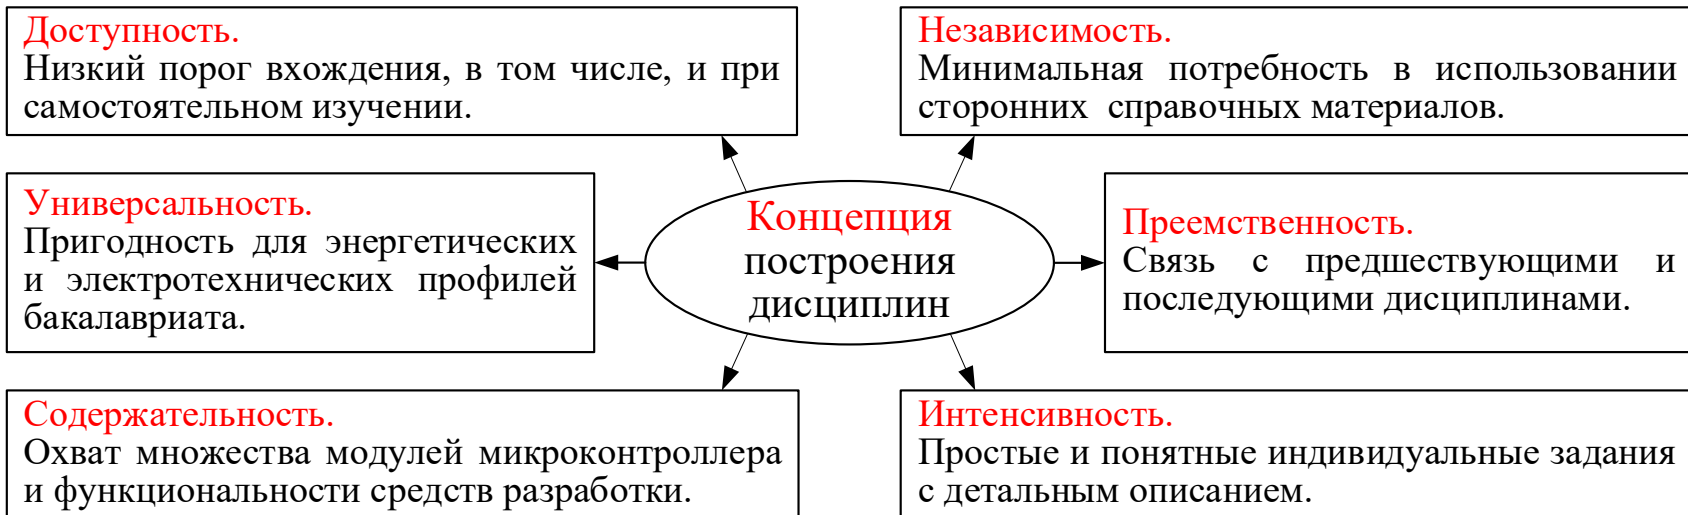 Доступность.
Низкий порог вхождения, в том числе, и при
самостоятельном изучении.
Независимость.
Минимальная потребность в использовании
сторонних справочных материалов.
Универсальность.
Пригодность для энергетических
и электротехнических профилей
бакалавриата.
Концепция
построения
дисциплин
Преемственность.
Связь с предшествующими и
последующими дисциплинами.
Содержательность.
Охват множества модулей микроконтроллера
и функциональности средств разработки.
Интенсивность.
Простые и понятные индивидуальные задания
с детальным описанием.